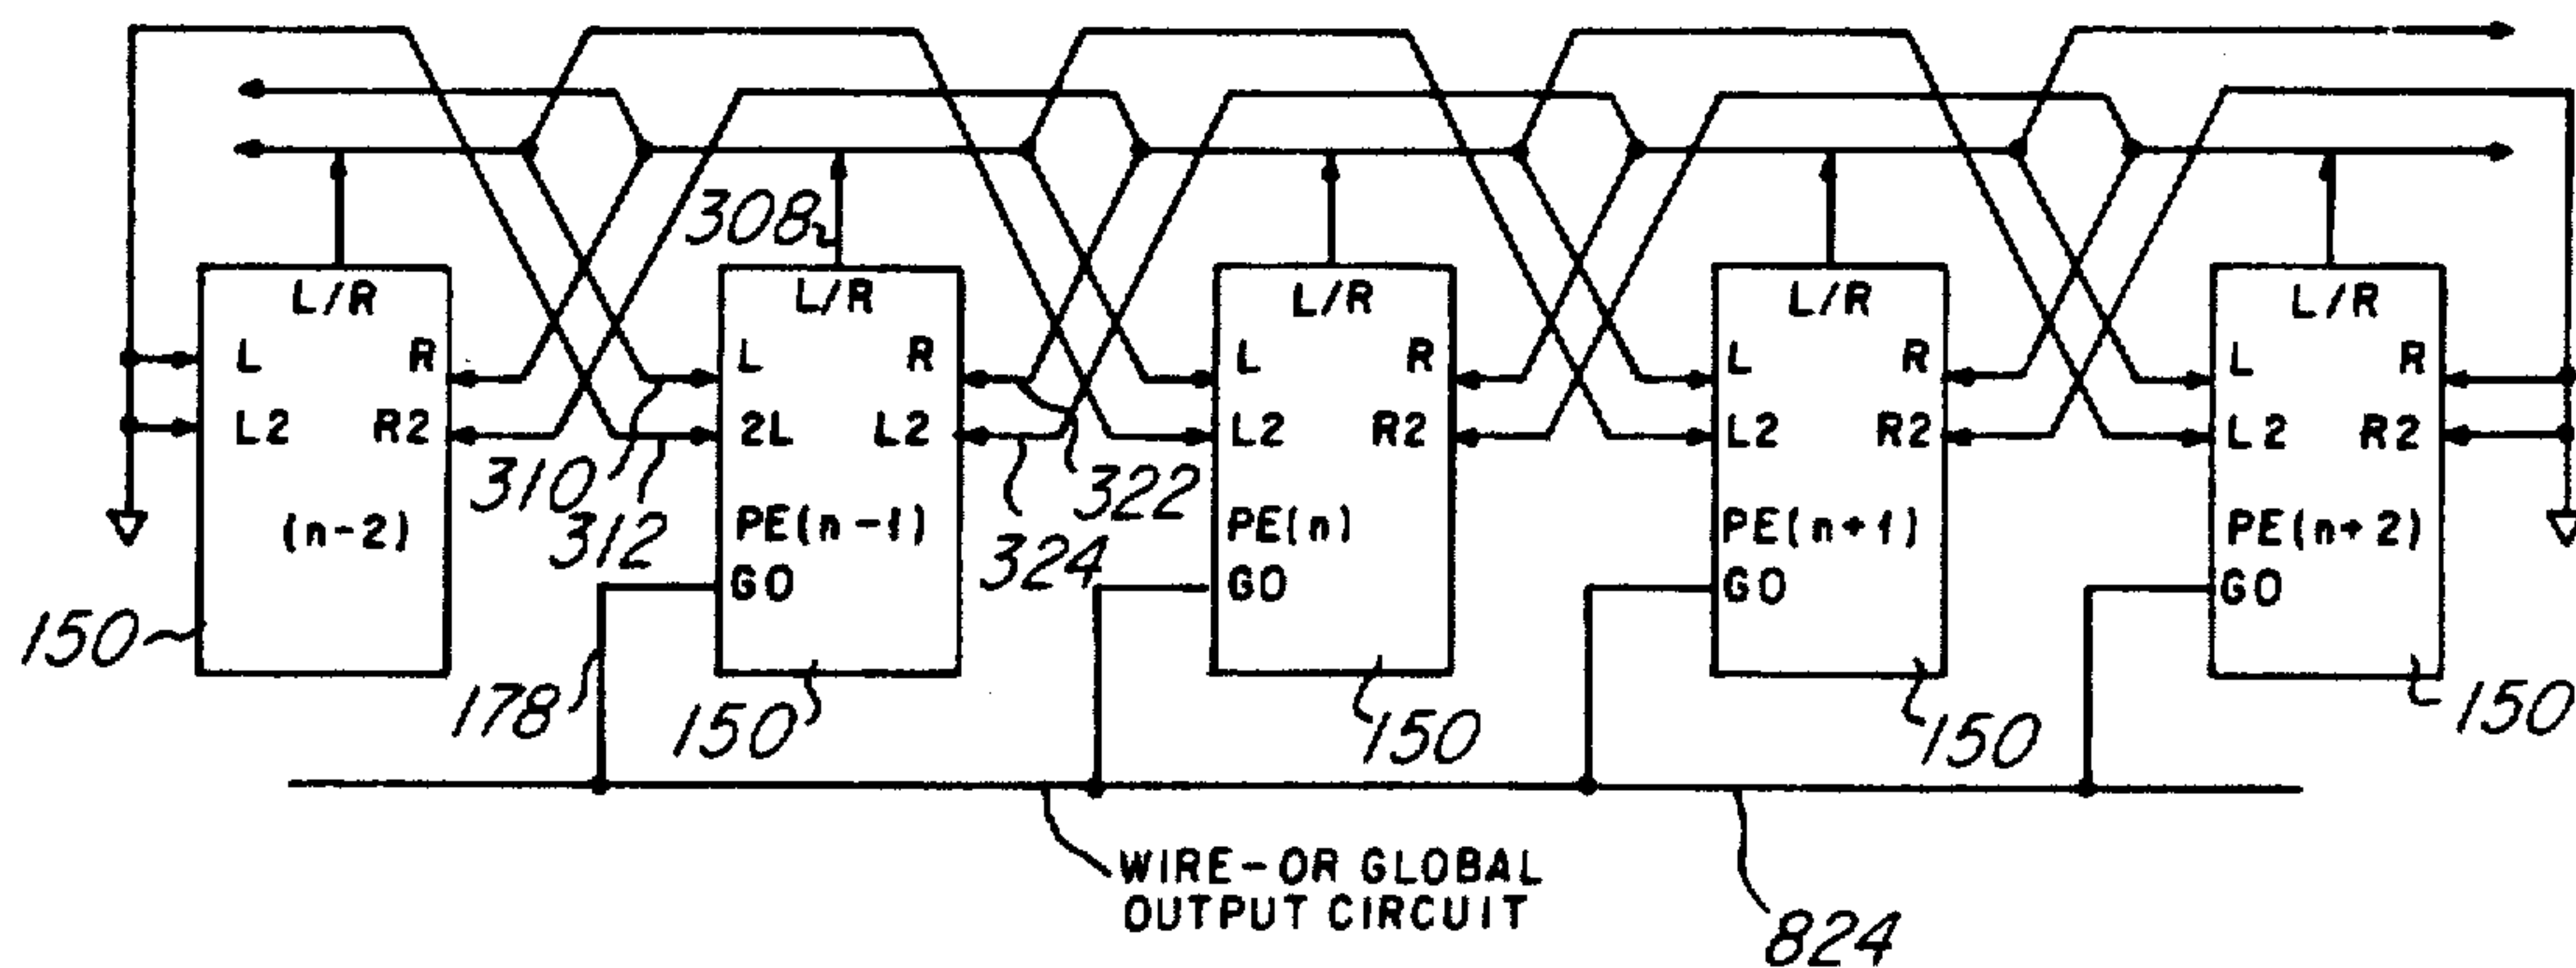 308
L/R L/R L/R L/R L/R
L R L R L R L R L R
L2 R2 2L L2 L2 R2 L2 R2 L2 R2
310 312 324 322
(n-2) PE(n-1) PE(n) PE(n+1) PE(n+2)
GO GO GO GO
150 178 150 150 150 150
WIRE-OR GLOBAL
OUTPUT CIRCUIT
824